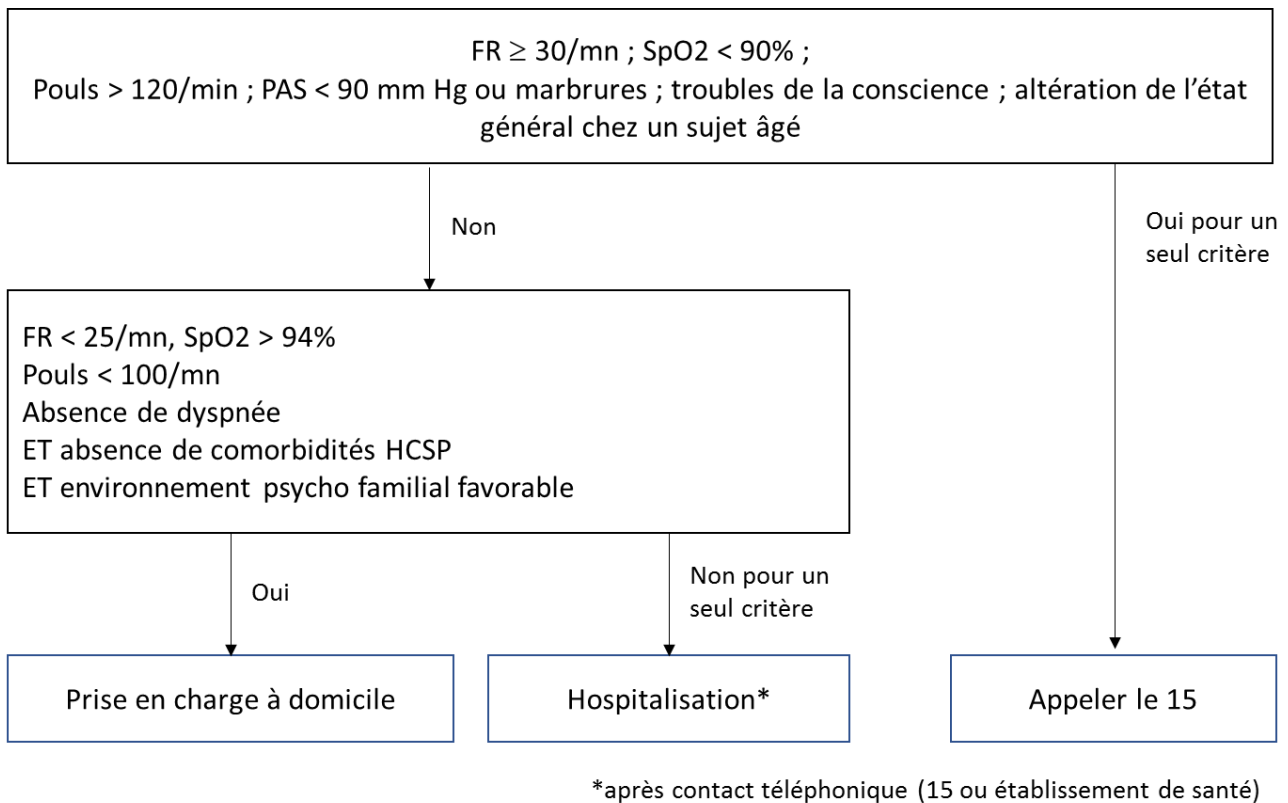 FR ≥ 30/mn ; SpO2 < 90% ;
Pouls > 120/min ; PAS < 90 mm Hg ou marbrures ; troubles de la conscience ; altération de l’état
général chez un sujet âgé
Non
Oui pour un
seul critère
FR < 25/mn, SpO2 > 94%
Pouls < 100/mn
Absence de dyspnée
ET absence de comorbidités HCSP
ET environnement psycho familial favorable
Oui
Non pour un
seul critère
Prise en charge à domicile
Hospitalisation*
Appeler le 15
*après contact téléphonique (15 ou établissement de santé)